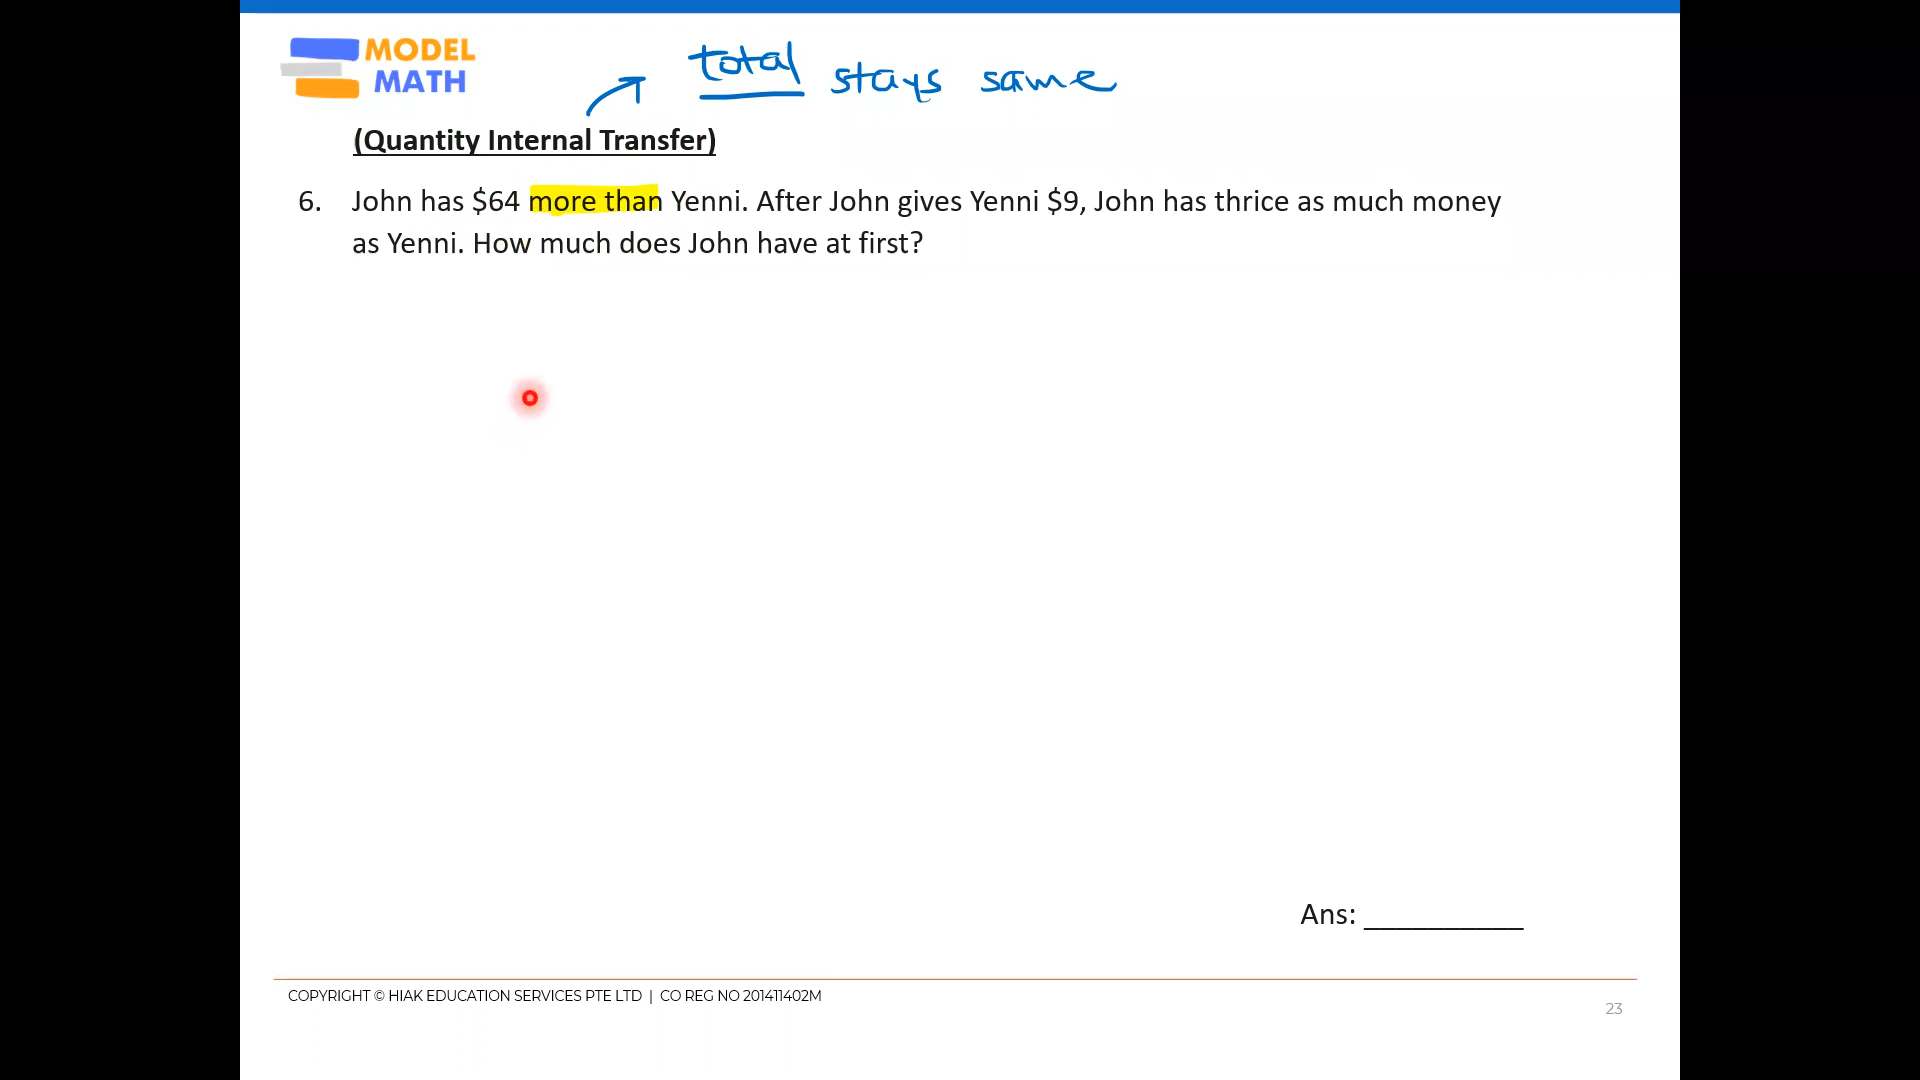 MODEL
MATH
total stays same
(Quantity Internal Transfer)
6. John has $64 more than Yenni. After John gives Yenni $9, John has thrice as much money
as Yenni. How much does John have at first?
Ans: __________
COPYRIGHT © HIAK EDUCATION SERVICES PTE LTD | CO REG NO 201411402M
23